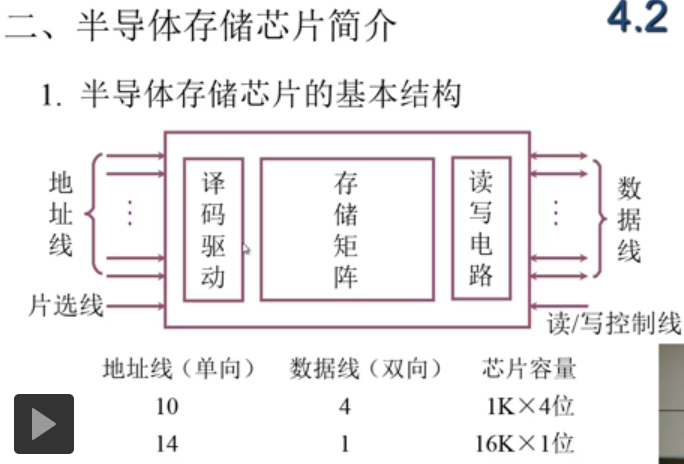 二、半导体存储芯片简介
4.2
1. 半导体存储芯片的基本结构
地址线
译码驱动
存储矩阵
读写电路
数据线
片选线
读/写控制线
地址线（单向） 数据线（双向） 芯片容量
10 4 1K×4位
14 1 16K×1位